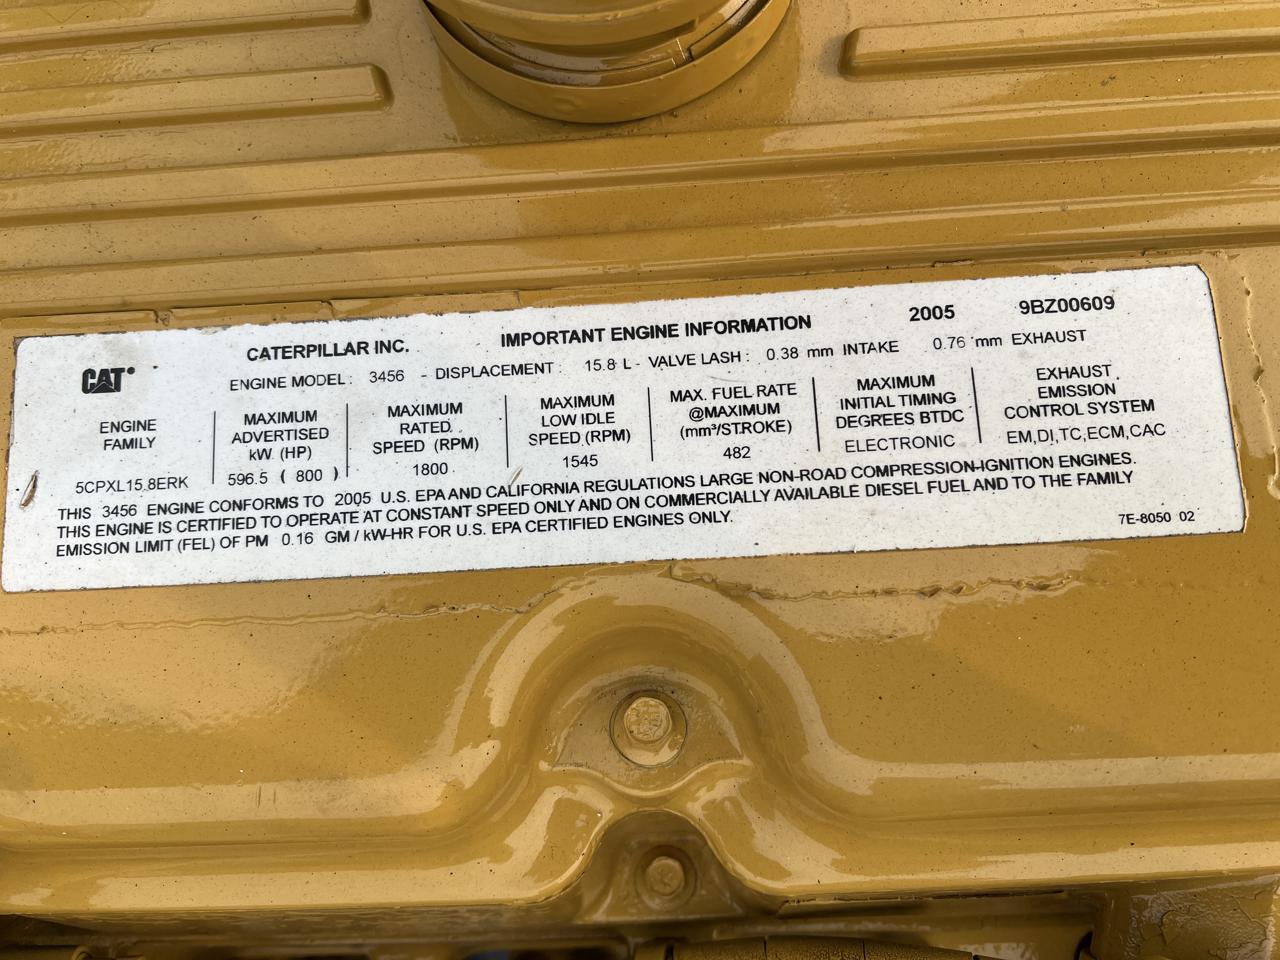 2005 9BZ00609
CATERPILLAR INC. IMPORTANT ENGINE INFORMATION
CAT
ENGINE MODEL: 3456 - DISPLACEMENT: 15.8 L - VALVE LASH: 0.38 mm INTAKE 0.76 mm EXHAUST
ENGINE FAMILY
5CPXL15.8ERK
MAXIMUM ADVERTISED kW (HP)
596.5 ( 800 )
MAXIMUM RATED SPEED (RPM)
1800
MAXIMUM LOW IDLE SPEED (RPM)
1545
MAX. FUEL RATE @MAXIMUM (mm³/STROKE)
482
MAXIMUM INITIAL TIMING DEGREES BTDC
ELECTRONIC
EXHAUST EMISSION CONTROL SYSTEM
EM,DI,TC,ECM,CAC
THIS 3456 ENGINE CONFORMS TO 2005 U.S. EPA AND CALIFORNIA REGULATIONS LARGE NON-ROAD COMPRESSION-IGNITION ENGINES.
THIS ENGINE IS CERTIFIED TO OPERATE AT CONSTANT SPEED ONLY AND ON COMMERCIALLY AVAILABLE DIESEL FUEL AND TO THE FAMILY
EMISSION LIMIT (FEL) OF PM 0.16 GM / kW-HR FOR U.S. EPA CERTIFIED ENGINES ONLY.
7E-8050 02